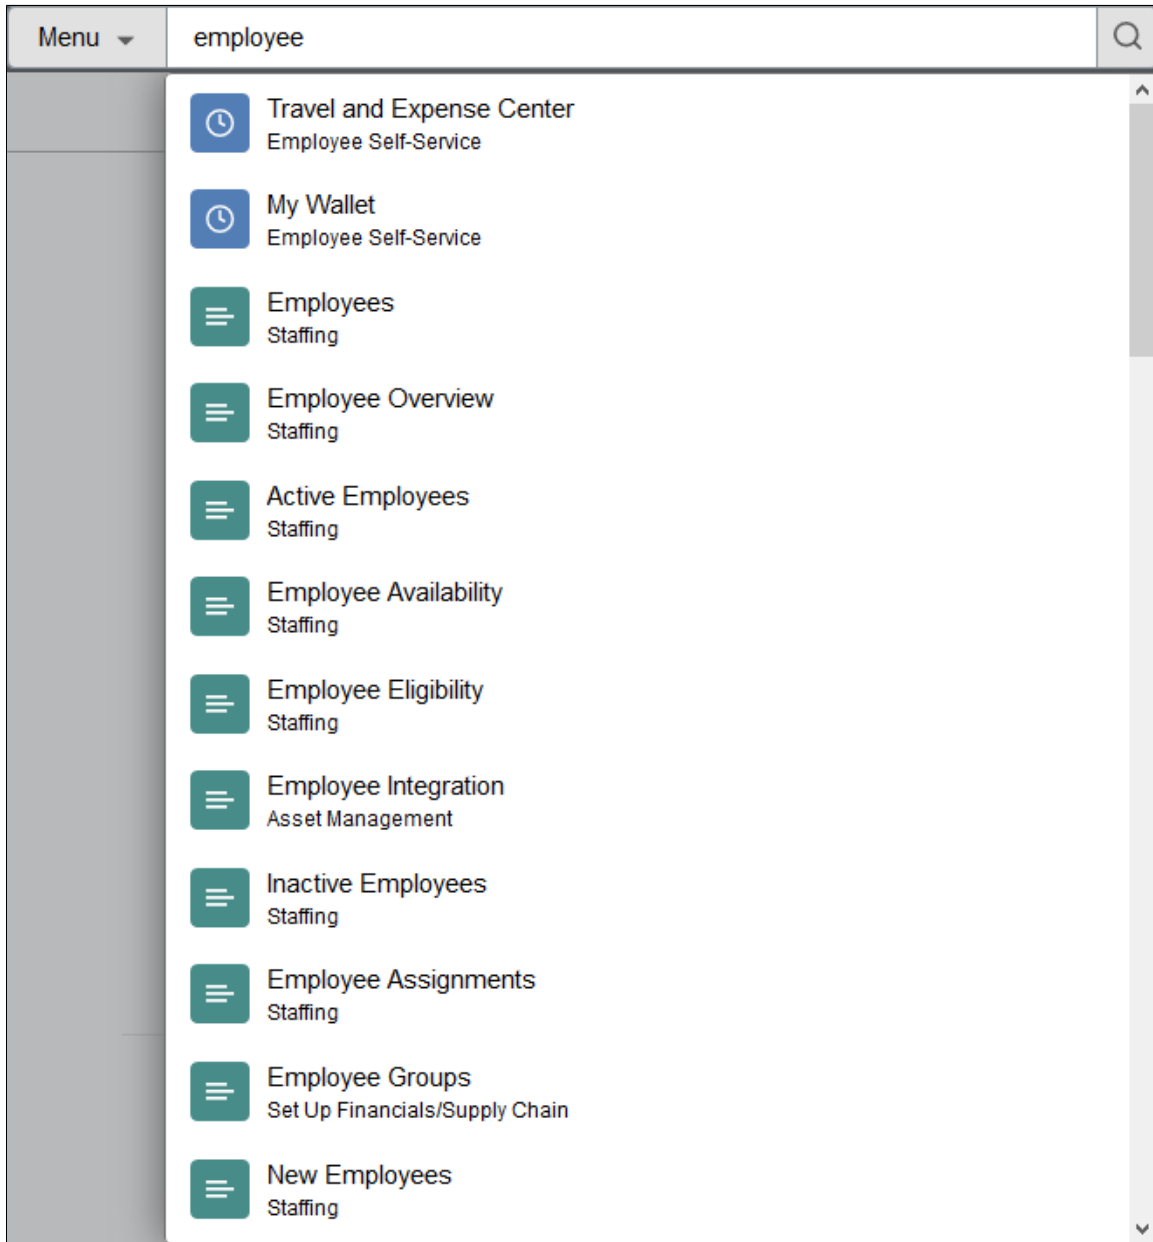 Menu employee
Travel and Expense Center
Employee Self-Service
My Wallet
Employee Self-Service
Employees
Staffing
Employee Overview
Staffing
Active Employees
Staffing
Employee Availability
Staffing
Employee Eligibility
Staffing
Employee Integration
Asset Management
Inactive Employees
Staffing
Employee Assignments
Staffing
Employee Groups
Set Up Financials/Supply Chain
New Employees
Staffing